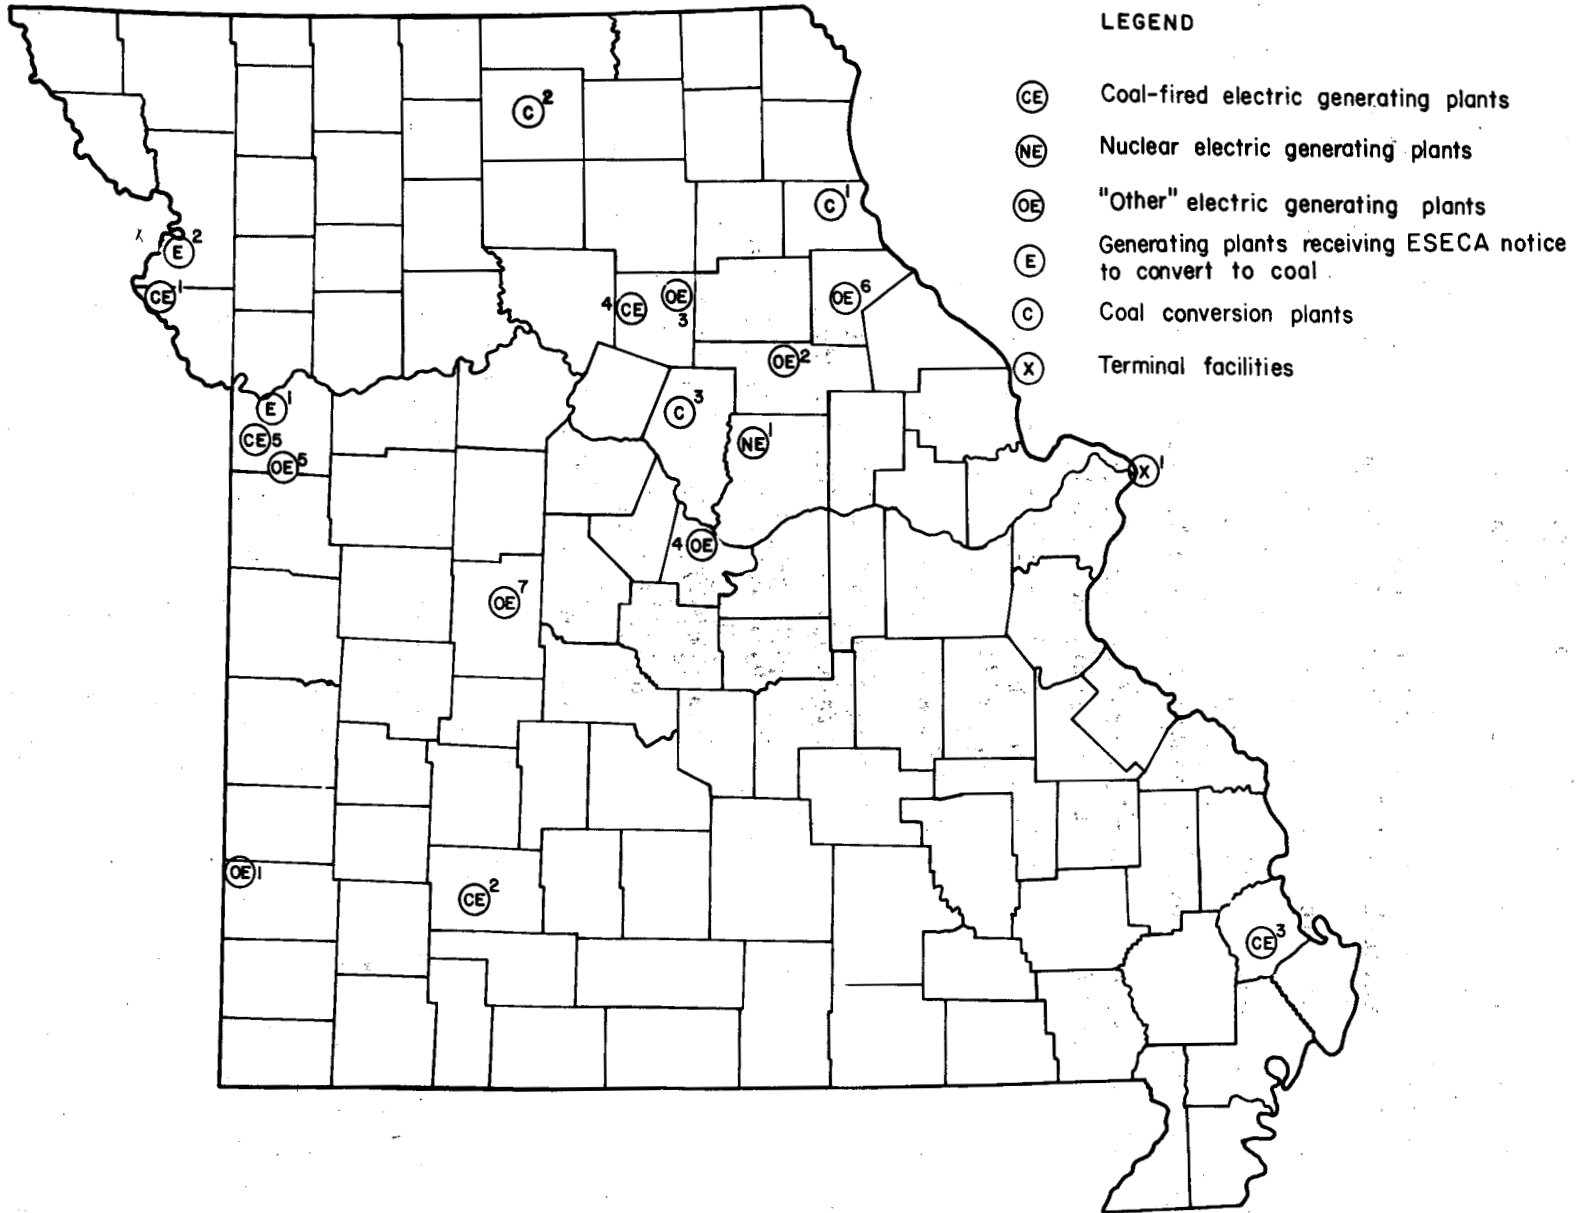 LEGEND
CE Coal-fired electric generating plants
NE Nuclear electric generating plants
OE "Other" electric generating plants
E Generating plants receiving ESECA notice
to convert to coal
C Coal conversion plants
X Terminal facilities
C 2
C 1
X
E 2
CE 1
4 CE
OE 3
OE 6
OE 2
E 1
CE 5
OE 5
C 3
NE 1
X 1
4 OE
OE 7
OE 1
CE 2
CE 3